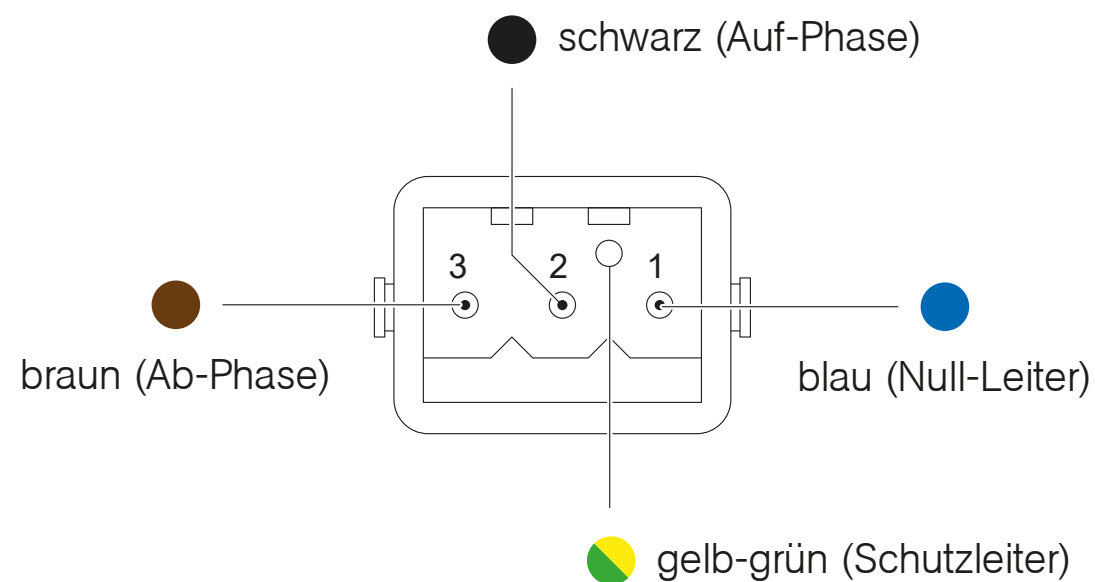 schwarz (Auf-Phase)
3 2 1
braun (Ab-Phase)
blau (Null-Leiter)
gelb-grün (Schutzleiter)